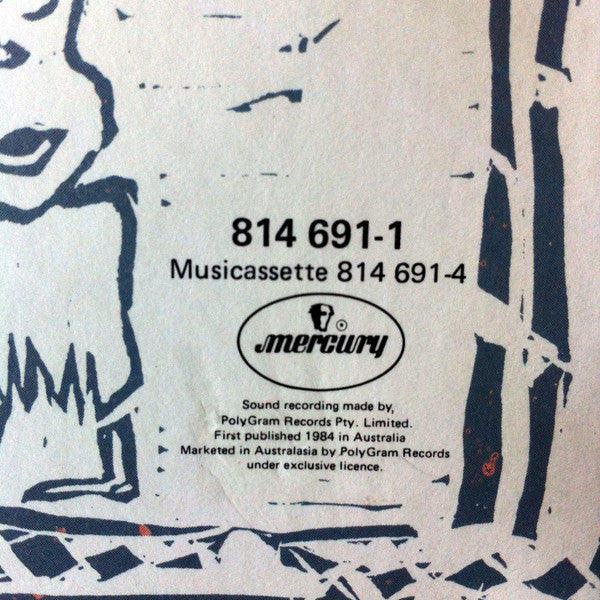 814 691-1
Musicassette 814 691-4
mercury
Sound recording made by,
PolyGram Records Pty. Limited.
First published 1984 in Australia
Marketed in Australasia by PolyGram Records
under exclusive licence.